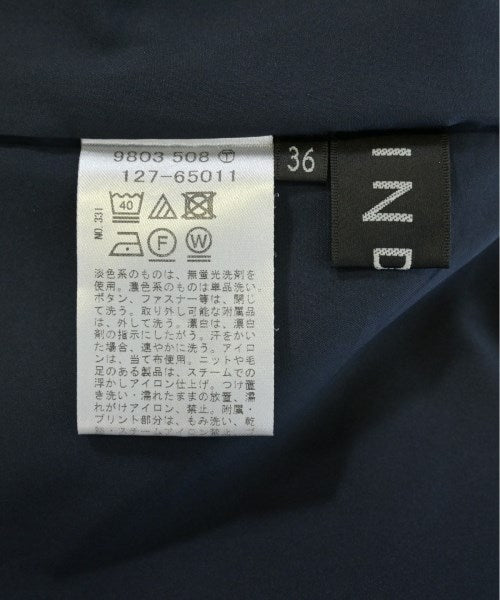 9803 508 Ⓣ
127-65011
NO.331
40
F W
淡色系のものは、無蛍光洗剤を
使用。濃色系のものは単品洗い。
ボタン、ファスナー等は、閉じ
て洗う。取り外し可能な附属品
は、外して洗う。漂白は、漂白
剤の指示にしたがう。汗をかい
た場合、速やかに洗う。アイロ
ンは、当て布使用。ニットや毛
足のある製品は、スチームでの
浮かしアイロン仕上げ。つけ置
き洗い・濡れたままの放置、濡
れがけアイロン、禁止。附属・
プリント部分は、もみ洗い、乾
36
IND